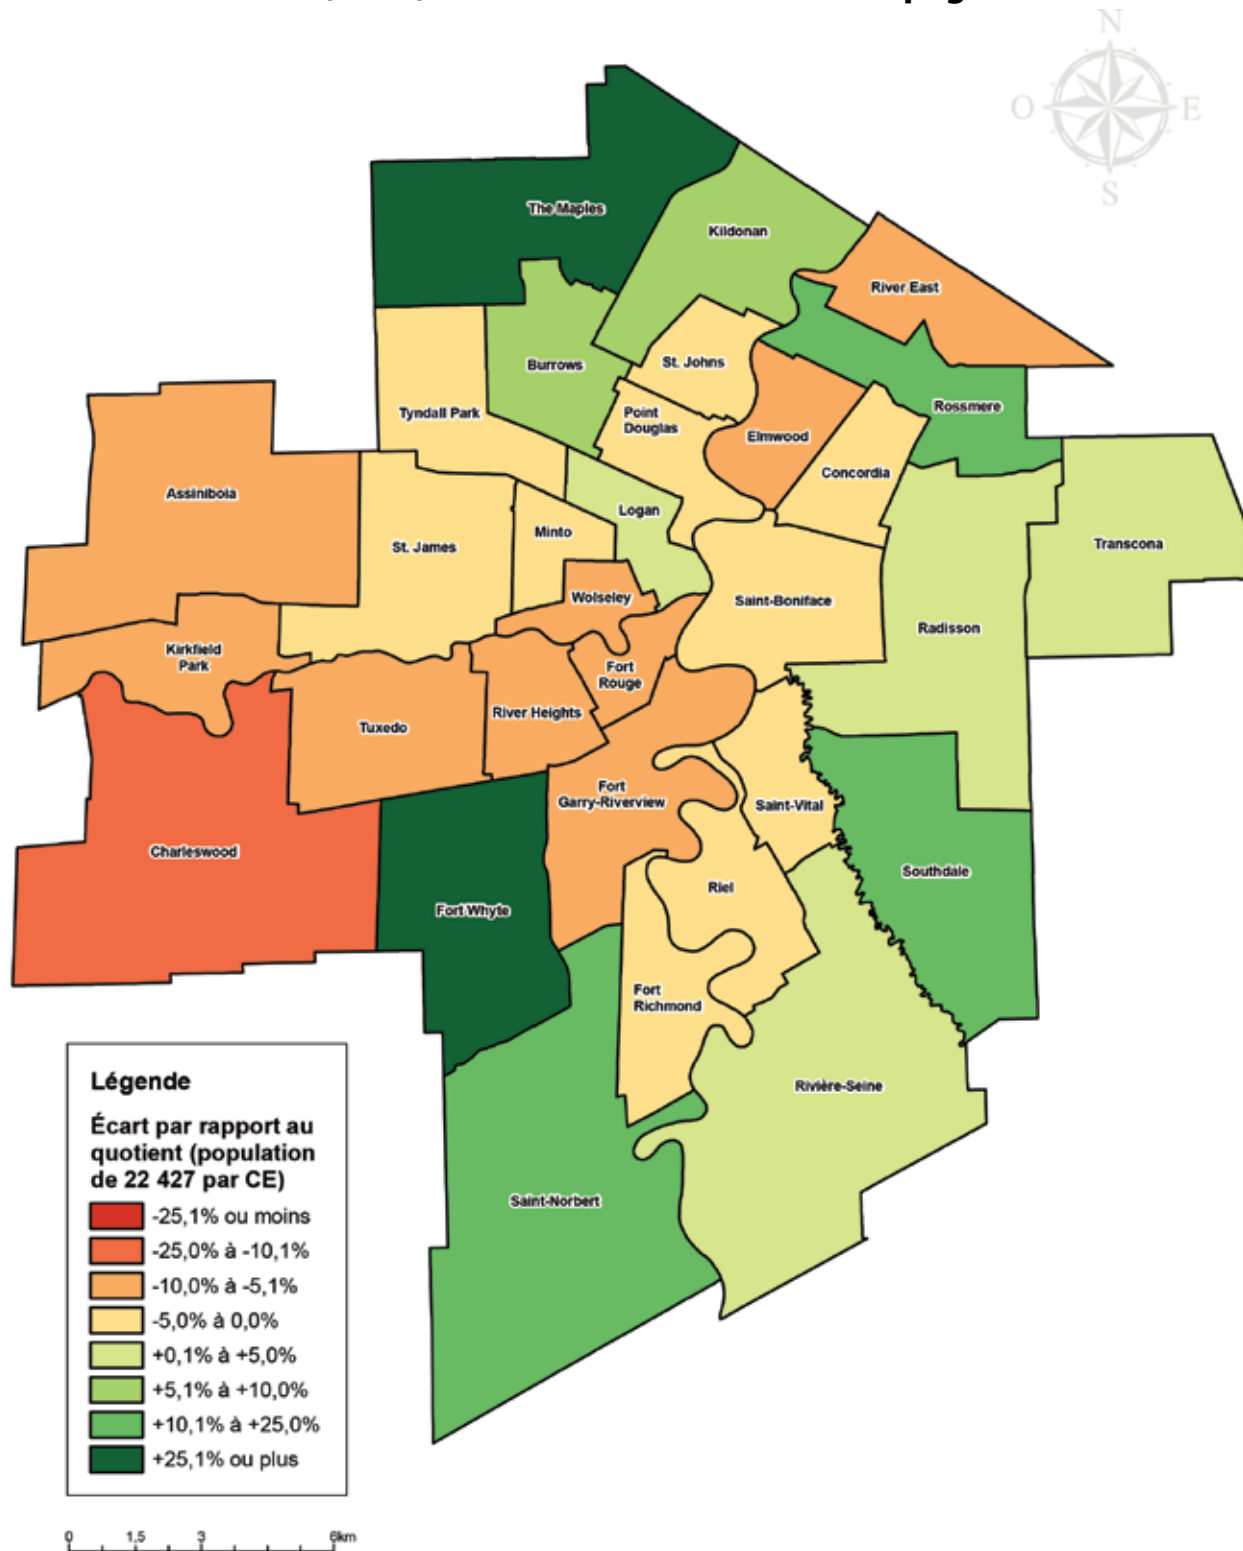 N
O
E
S
The Maples
Kildonan
River East
Burrows
St. Johns
Rossmere
Tyndall Park
Point
Douglas
Elmwood
Concordia
Assiniboia
Logan
St. James
Minto
Transcona
Wolseley
Saint-Boniface
Radisson
Kirkfield
Park
Fort
Rouge
River Heights
Tuxedo
Fort
Garry-Riverview
Saint-Vital
Charleswood
Southdale
Riel
Fort Whyte
Fort
Richmond
Rivière-Seine
Saint-Norbert
Légende
Écart par rapport au
quotient (population
de 22 427 par CE)
-25,1% ou moins
-25,0% à -10,1%
-10,0% à -5,1%
-5,0% à 0,0%
+0,1% à +5,0%
+5,1% à +10,0%
+10,1% à +25,0%
+25,1% ou plus
0 1,5 3 6km